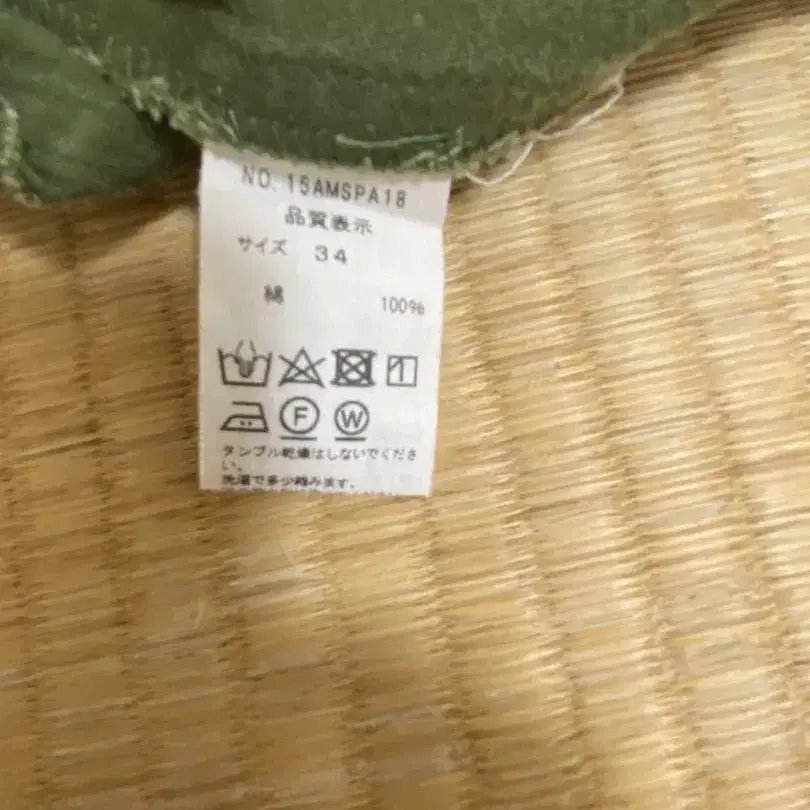 NO. 15AMSPA18
品質表示
サイズ 34
綿 100%
F W
タンブル乾燥はしないでくださ
い。
洗濯で多少縮みます。